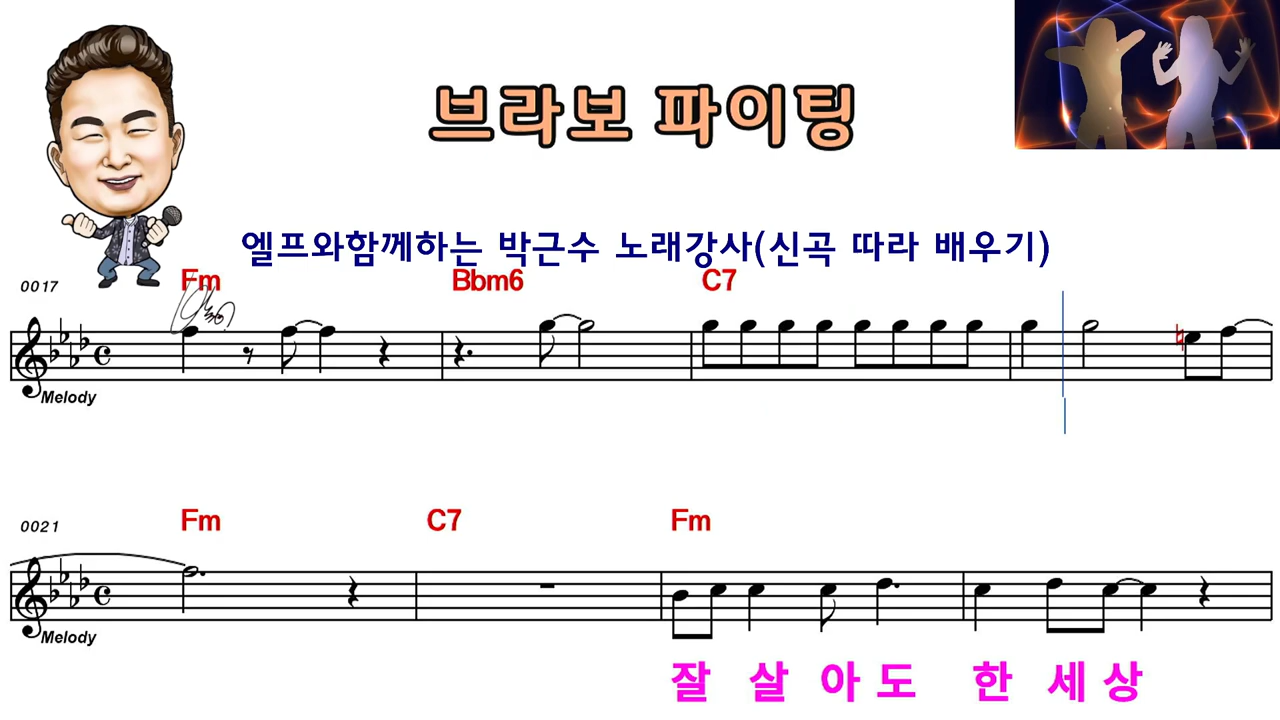 브라보 파이팅
엘프와함께하는 박근수 노래강사(신곡 따라 배우기)
0017 Fm Bbm6 C7
Melody
0021 Fm C7 Fm
Melody
잘 살 아 도 한 세 상